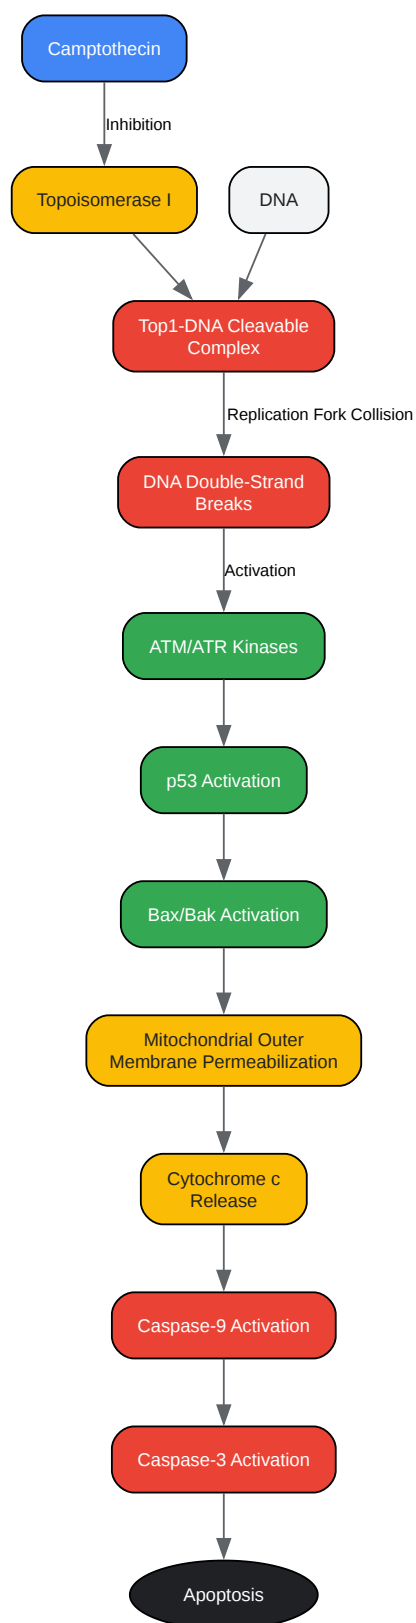 Camptothecin
Inhibition
Topoisomerase I
DNA
Top1-DNA Cleavable
Complex
Replication Fork Collision
DNA Double-Strand
Breaks
Activation
ATM/ATR Kinases
p53 Activation
Bax/Bak Activation
Mitochondrial Outer
Membrane Permeabilization
Cytochrome c
Release
Caspase-9 Activation
Caspase-3 Activation
Apoptosis